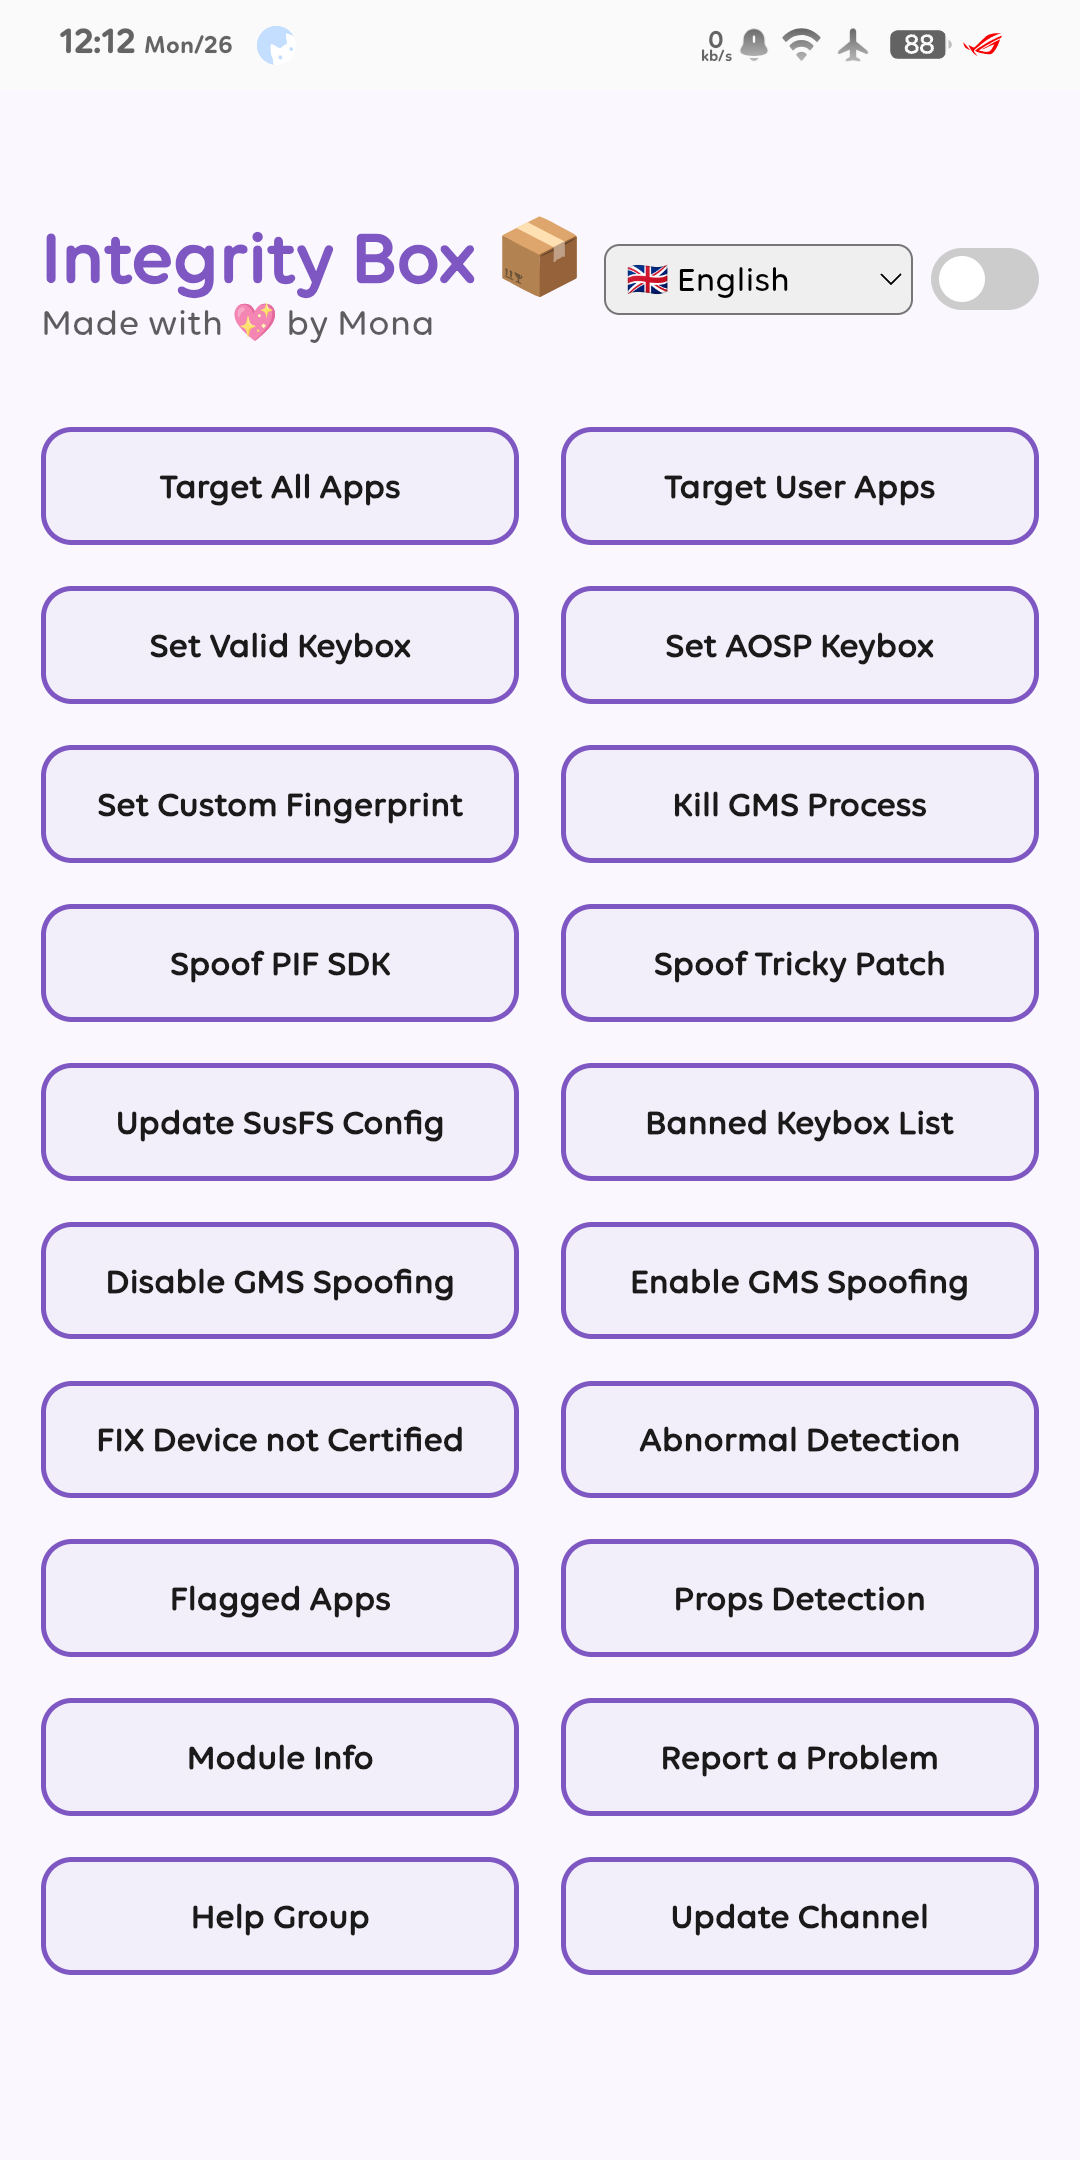 12:12 Mon/26
0
kb/s
88
Integrity Box
Made with 💖 by Mona
🇬🇧 English
Target All Apps
Target User Apps
Set Valid Keybox
Set AOSP Keybox
Set Custom Fingerprint
Kill GMS Process
Spoof PIF SDK
Spoof Tricky Patch
Update SusFS Config
Banned Keybox List
Disable GMS Spoofing
Enable GMS Spoofing
FIX Device not Certified
Abnormal Detection
Flagged Apps
Props Detection
Module Info
Report a Problem
Help Group
Update Channel